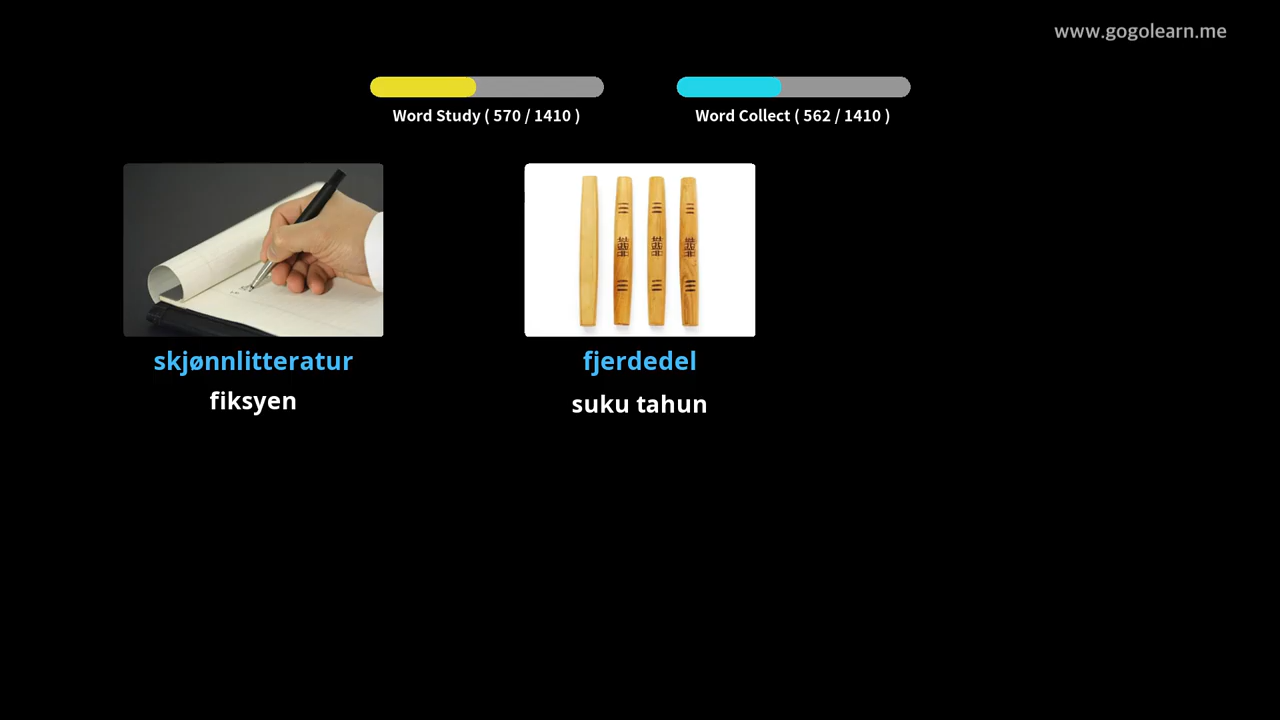 www.gogolearn.me
Word Study ( 570 / 1410 )
Word Collect ( 562 / 1410 )
skjønnlitteratur
fiksyen
fjerdedel
suku tahun